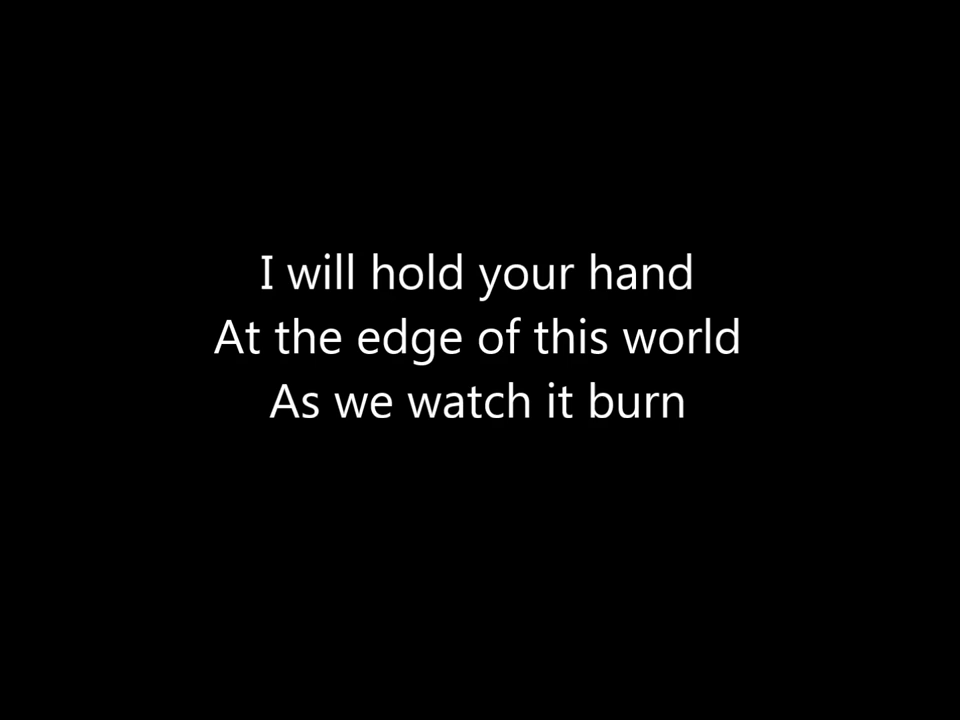 I will hold your hand
At the edge of this world
As we watch it burn